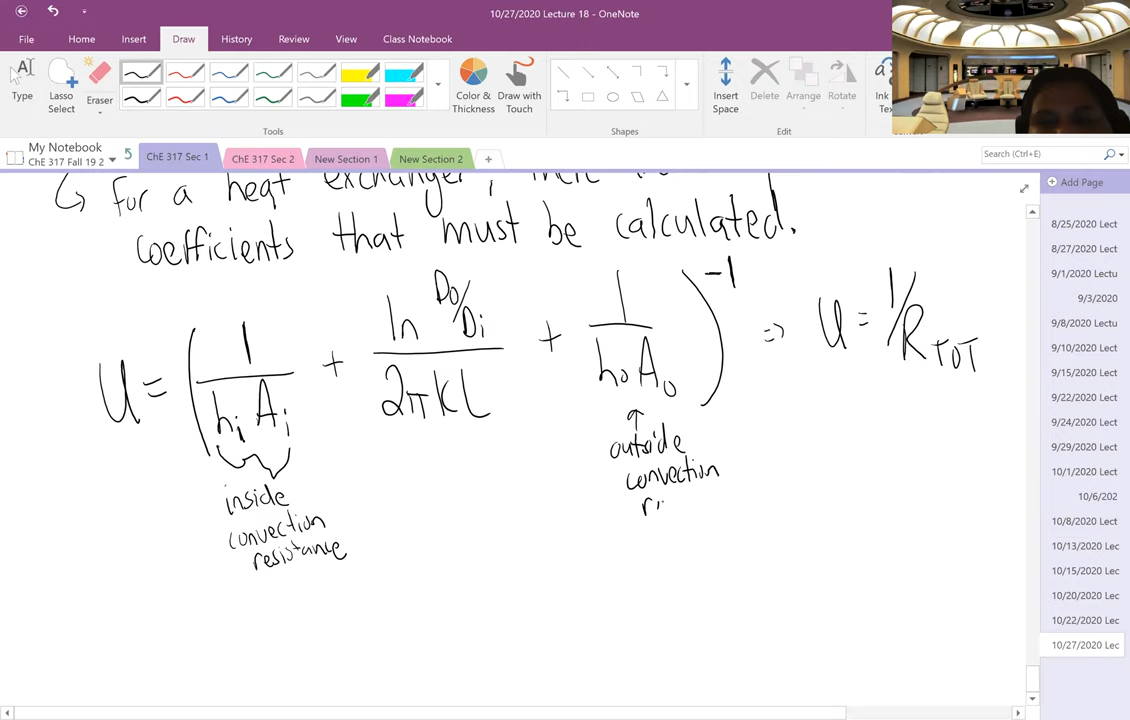 10/27/2020 Lecture 18 - OneNote
File Home Insert Draw History Review View Class Notebook
Type
Lasso Select
Eraser
Color & Thickness
Draw with Touch
Insert Space
Delete
Arrange
Rotate
Ink
Te
Tools
Shapes
Edit
My Notebook
ChE 317 Fall 19 2
ChE 317 Sec 1
ChE 317 Sec 2
New Section 1
New Section 2
+
Search (Ctrl+E)
Add Page
8/25/2020 Lect
8/27/2020 Lect
9/1/2020 Lectu
9/3/2020
9/8/2020 Lectu
9/10/2020 Lect
9/15/2020 Lect
9/22/2020 Lect
9/24/2020 Lect
9/29/2020 Lect
10/1/2020 Lect
10/6/202
10/8/2020 Lect
10/13/2020 Lec
10/15/2020 Lec
10/20/2020 Lec
10/22/2020 Lec
10/27/2020 Lec
↳ for a heat exchanger,
coefficients that must be calculated.
U = (1/(hi Ai) + ln Do/Di / 2πkL + 1/(ho Ao))^-1 ⇒ U = 1/R_TOT
inside
convection
resistance
outside
convection